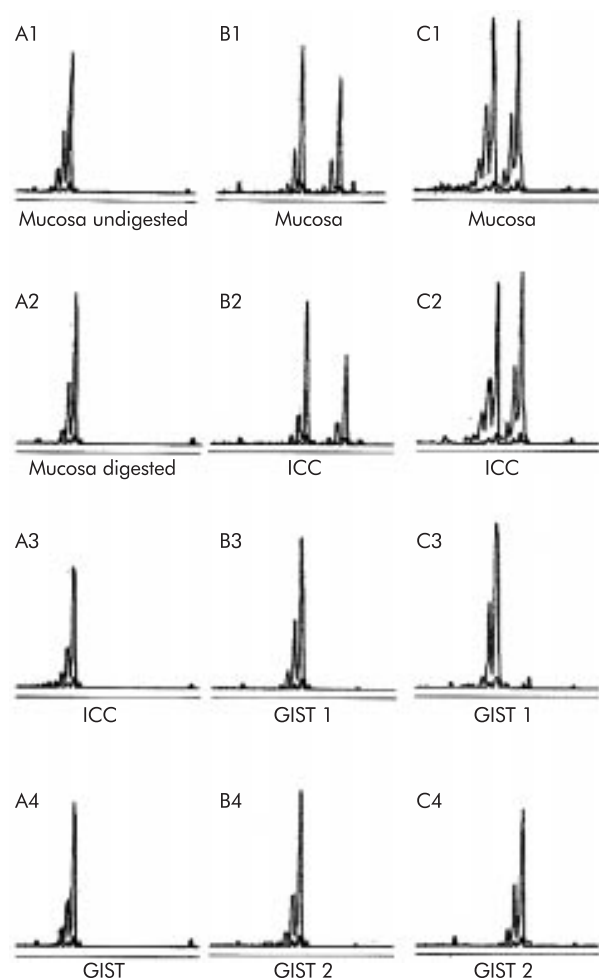 A1 B1 C1
Mucosa undigested Mucosa Mucosa
A2 B2 C2
Mucosa digested ICC ICC
A3 B3 C3
ICC GIST 1 GIST 1
A4 B4 C4
GIST GIST 2 GIST 2